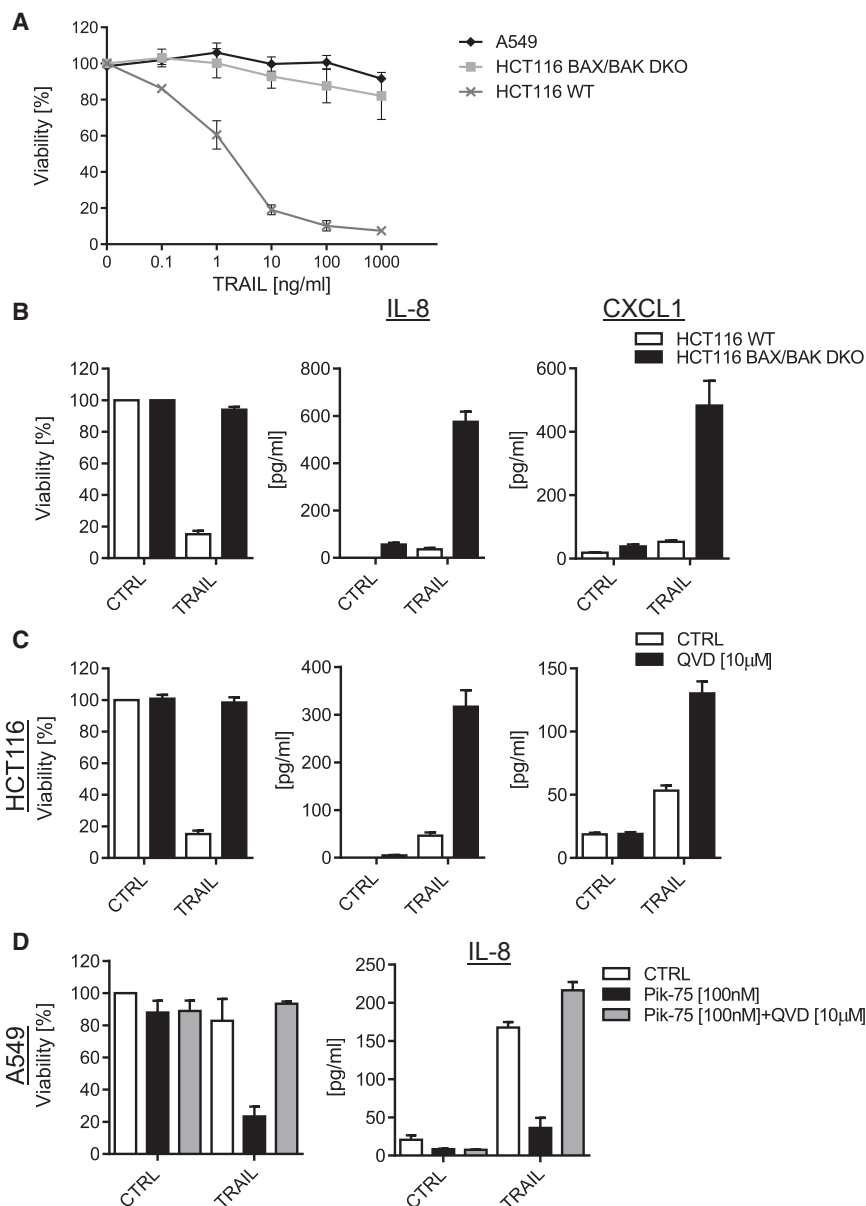 A
120
100
80
60
40
20
0
Viability [%]
0 0.1 1 10 100 1000
TRAIL [ng/ml]
A549
HCT116 BAX/BAK DKO
HCT116 WT
B
IL-8
CXCL1
HCT116 WT
HCT116 BAX/BAK DKO
120
100
80
60
40
20
0
Viability [%]
CTRL
TRAIL
800
600
400
200
0
[pg/ml]
CTRL
TRAIL
600
400
200
0
[pg/ml]
CTRL
TRAIL
C
CTRL
QVD [10µM]
HCT116
Viability [%]
120
100
80
60
40
20
0
CTRL
TRAIL
400
300
200
100
0
[pg/ml]
CTRL
TRAIL
150
100
50
0
[pg/ml]
CTRL
TRAIL
D
IL-8
CTRL
Pik-75 [100nM]
Pik-75 [100nM]+QVD [10µM]
A549
Viability [%]
120
100
80
60
40
20
0
CTRL
TRAIL
250
200
150
100
50
0
[pg/ml]
CTRL
TRAIL